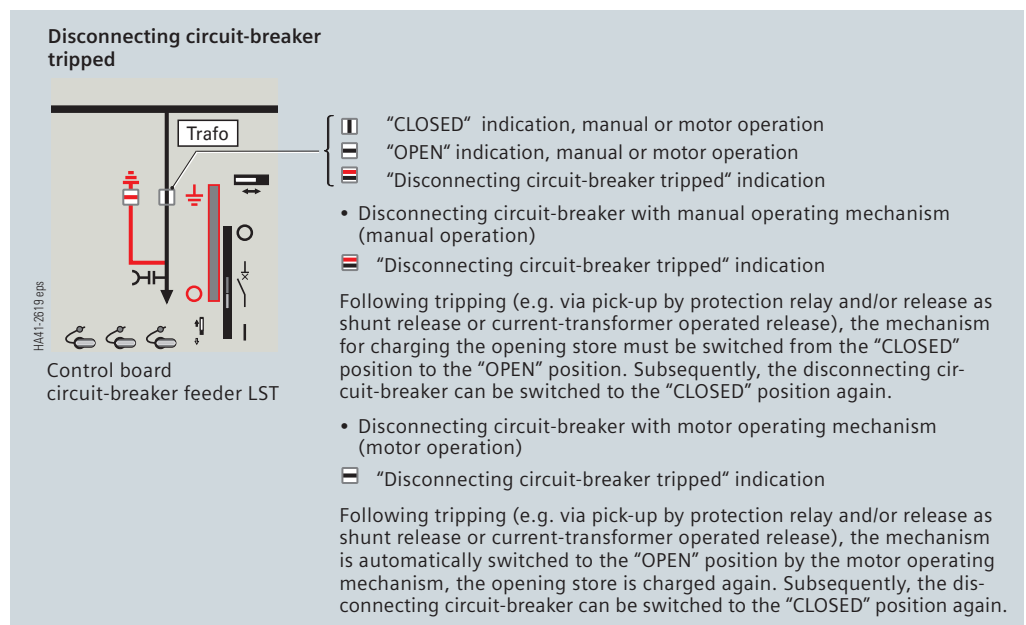 Disconnecting circuit-breaker
tripped
Trafo
HA41-2619 eps
Control board
circuit-breaker feeder LST
“CLOSED“ indication, manual or motor operation
“OPEN“ indication, manual or motor operation
“Disconnecting circuit-breaker tripped“ indication
• Disconnecting circuit-breaker with manual operating mechanism
(manual operation)
“Disconnecting circuit-breaker tripped“ indication
Following tripping (e.g. via pick-up by protection relay and/or release as
shunt release or current-transformer operated release), the mechanism
for charging the opening store must be switched from the “CLOSED”
position to the “OPEN” position. Subsequently, the disconnecting cir-
cuit-breaker can be switched to the “CLOSED” position again.
• Disconnecting circuit-breaker with motor operating mechanism
(motor operation)
“Disconnecting circuit-breaker tripped“ indication
Following tripping (e.g. via pick-up by protection relay and/or release as
shunt release or current-transformer operated release), the mechanism
is automatically switched to the “OPEN” position by the motor operating
mechanism, the opening store is charged again. Subsequently, the dis-
connecting circuit-breaker can be switched to the “CLOSED” position again.